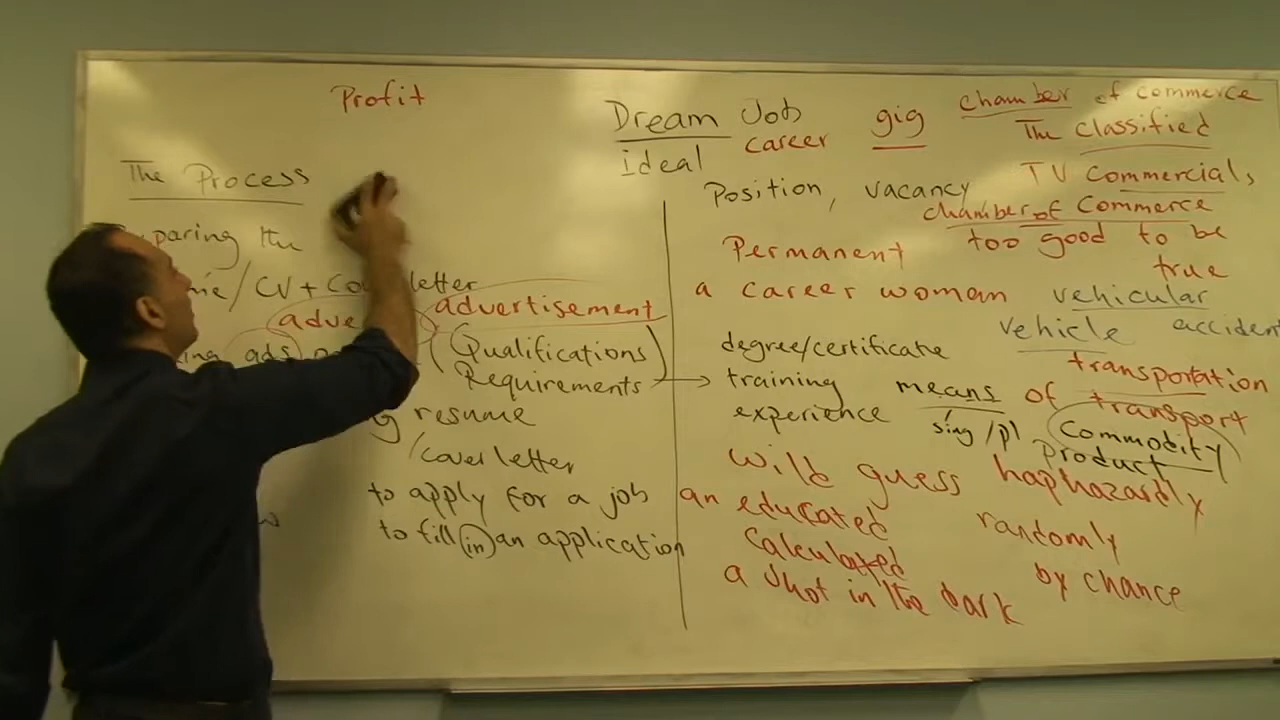 Profit
The Process
paring the
/CV + letter
advertisement
ads
(Qualifications)
Requirements
resume
/cover letter
to apply for a job
to fill (in) an application
Dream Job
ideal career
gig
chamber of commerce
The classified
TV commercials
Position, vacancy
chamber of Commerce
Permanent
too good to be
true
a career woman
vehicular
vehicle accident
degree/certificate
training
experience
means of transportation
transport
sing/pl
Commodity
Product
wild guess
haphazardly
an educated
calculated
randomly
a shot in the dark
by chance